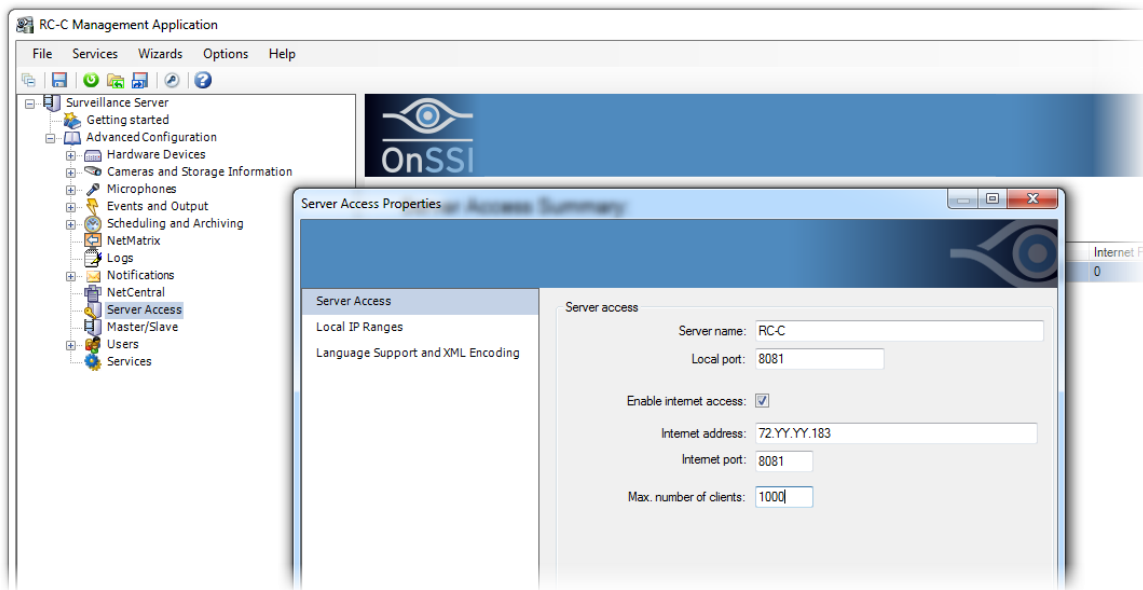 RC-C Management Application
File Services Wizards Options Help
Surveillance Server
Getting started
Advanced Configuration
Hardware Devices
Cameras and Storage Information
Microphones
Events and Output
Scheduling and Archiving
NetMatrix
Logs
Notifications
NetCentral
Server Access
Master/Slave
Users
Services
OnSSI
Server Access Summary:
Internet
0
Server Access Properties
Server Access
Local IP Ranges
Language Support and XML Encoding
Server access
Server name: RC-C
Local port: 8081
Enable internet access:
Internet address: 72.YY.YY.183
Internet port: 8081
Max. number of clients: 1000